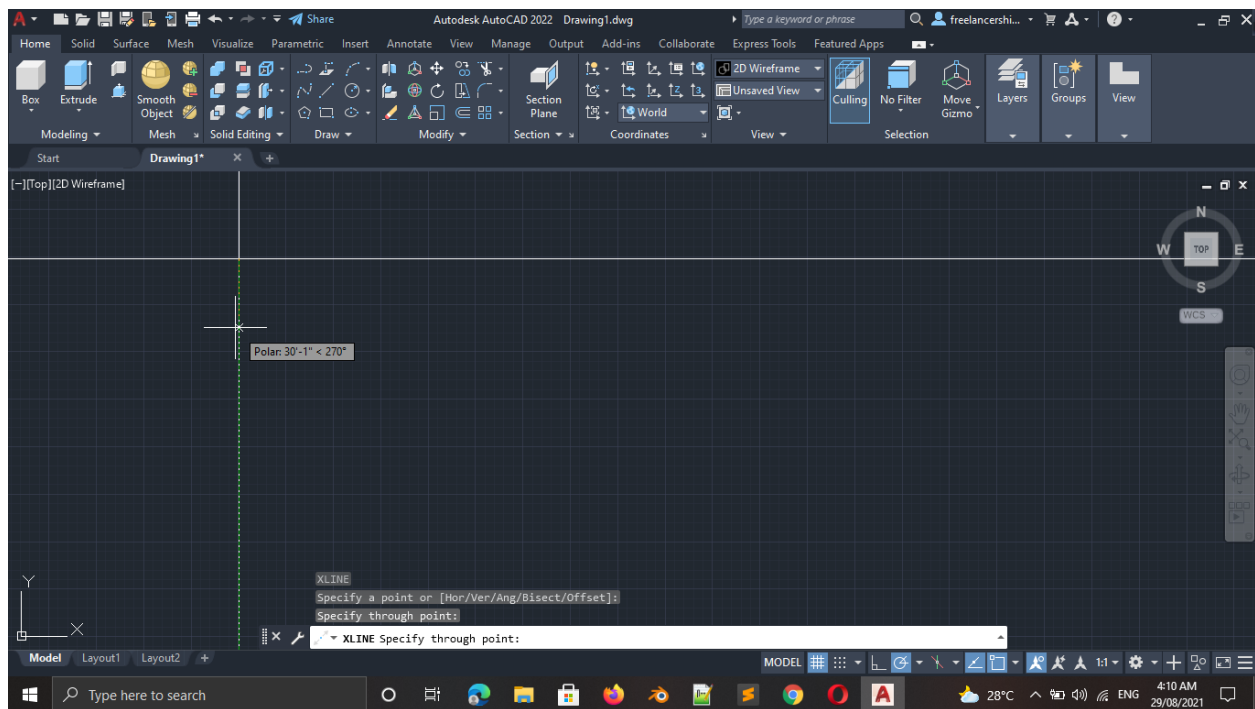 Share Autodesk AutoCAD 2022 Drawing1.dwg Type a keyword or phrase freelancershi...
Home Solid Surface Mesh Visualize Parametric Insert Annotate View Manage Output Add-ins Collaborate Express Tools Featured Apps
2D Wireframe
Unsaved View
Box Extrude Smooth Object Section Plane World Culling No Filter Move Gizmo Layers Groups View
Modeling Mesh Solid Editing Draw Modify Section Coordinates View Selection
Start Drawing1* +
[−][Top][2D Wireframe]
N
W TOP E
S
WCS
Polar: 30'-1" < 270°
Y
X
XLINE
Specify a point or [Hor/Ver/Ang/Bisect/Offset]:
Specify through point:
XLINE Specify through point:
Model Layout1 Layout2 + MODEL 1:1
Type here to search 28°C ENG 4:10 AM
29/08/2021